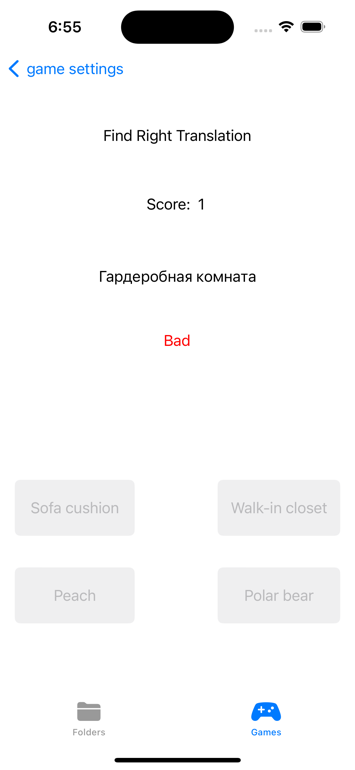 6:55
game settings
Find Right Translation
Score: 1
Гардеробная комната
Bad
Sofa cushion
Walk-in closet
Peach
Polar bear
Folders
Games